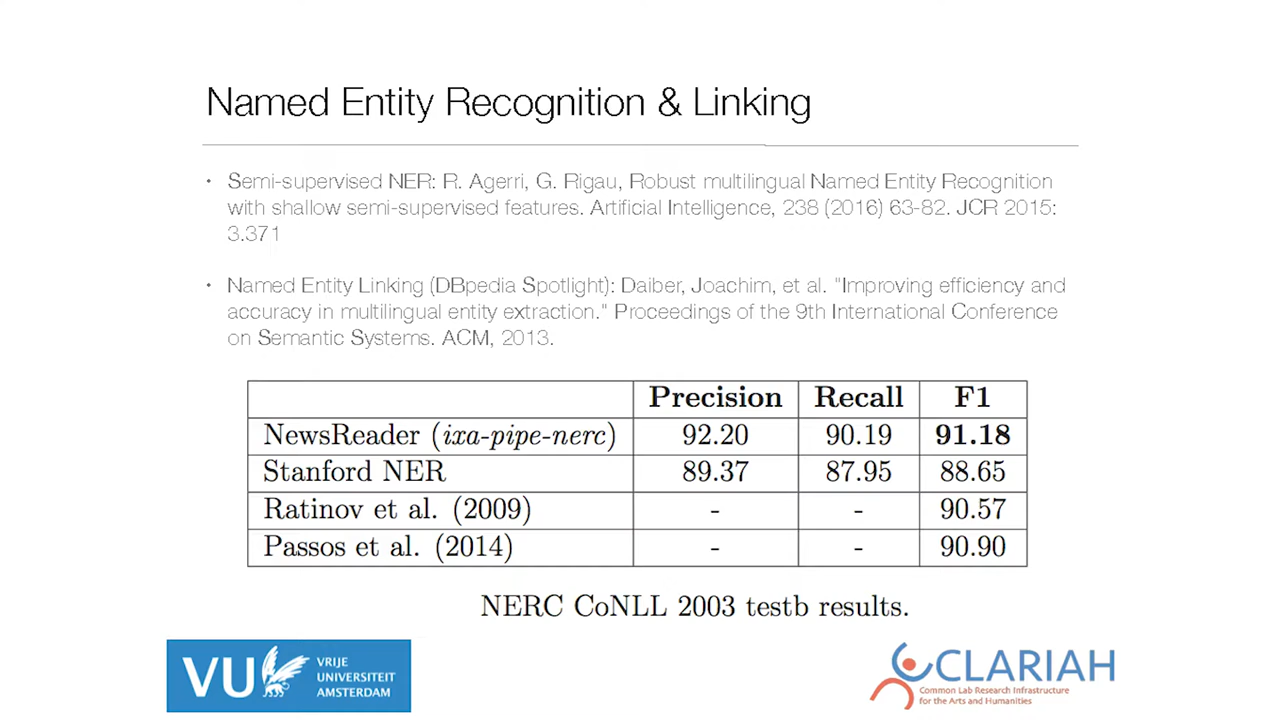 Named Entity Recognition & Linking
• Semi-supervised NER: R. Agerri, G. Rigau, Robust multilingual Named Entity Recognition
with shallow semi-supervised features. Artificial Intelligence, 238 (2016) 63-82. JCR 2015:
3.371
• Named Entity Linking (DBpedia Spotlight): Daiber, Joachim, et al. "Improving efficiency and
accuracy in multilingual entity extraction." Proceedings of the 9th International Conference
on Semantic Systems. ACM, 2013.
Precision Recall F1
NewsReader (ixa-pipe-nerc) 92.20 90.19 91.18
Stanford NER 89.37 87.95 88.65
Ratinov et al. (2009) - - 90.57
Passos et al. (2014) - - 90.90
NERC CoNLL 2003 testb results.
VU VRIJE
UNIVERSITEIT
AMSTERDAM
CLARIAH
Common Lab Research Infrastructure
for the Arts and Humanities